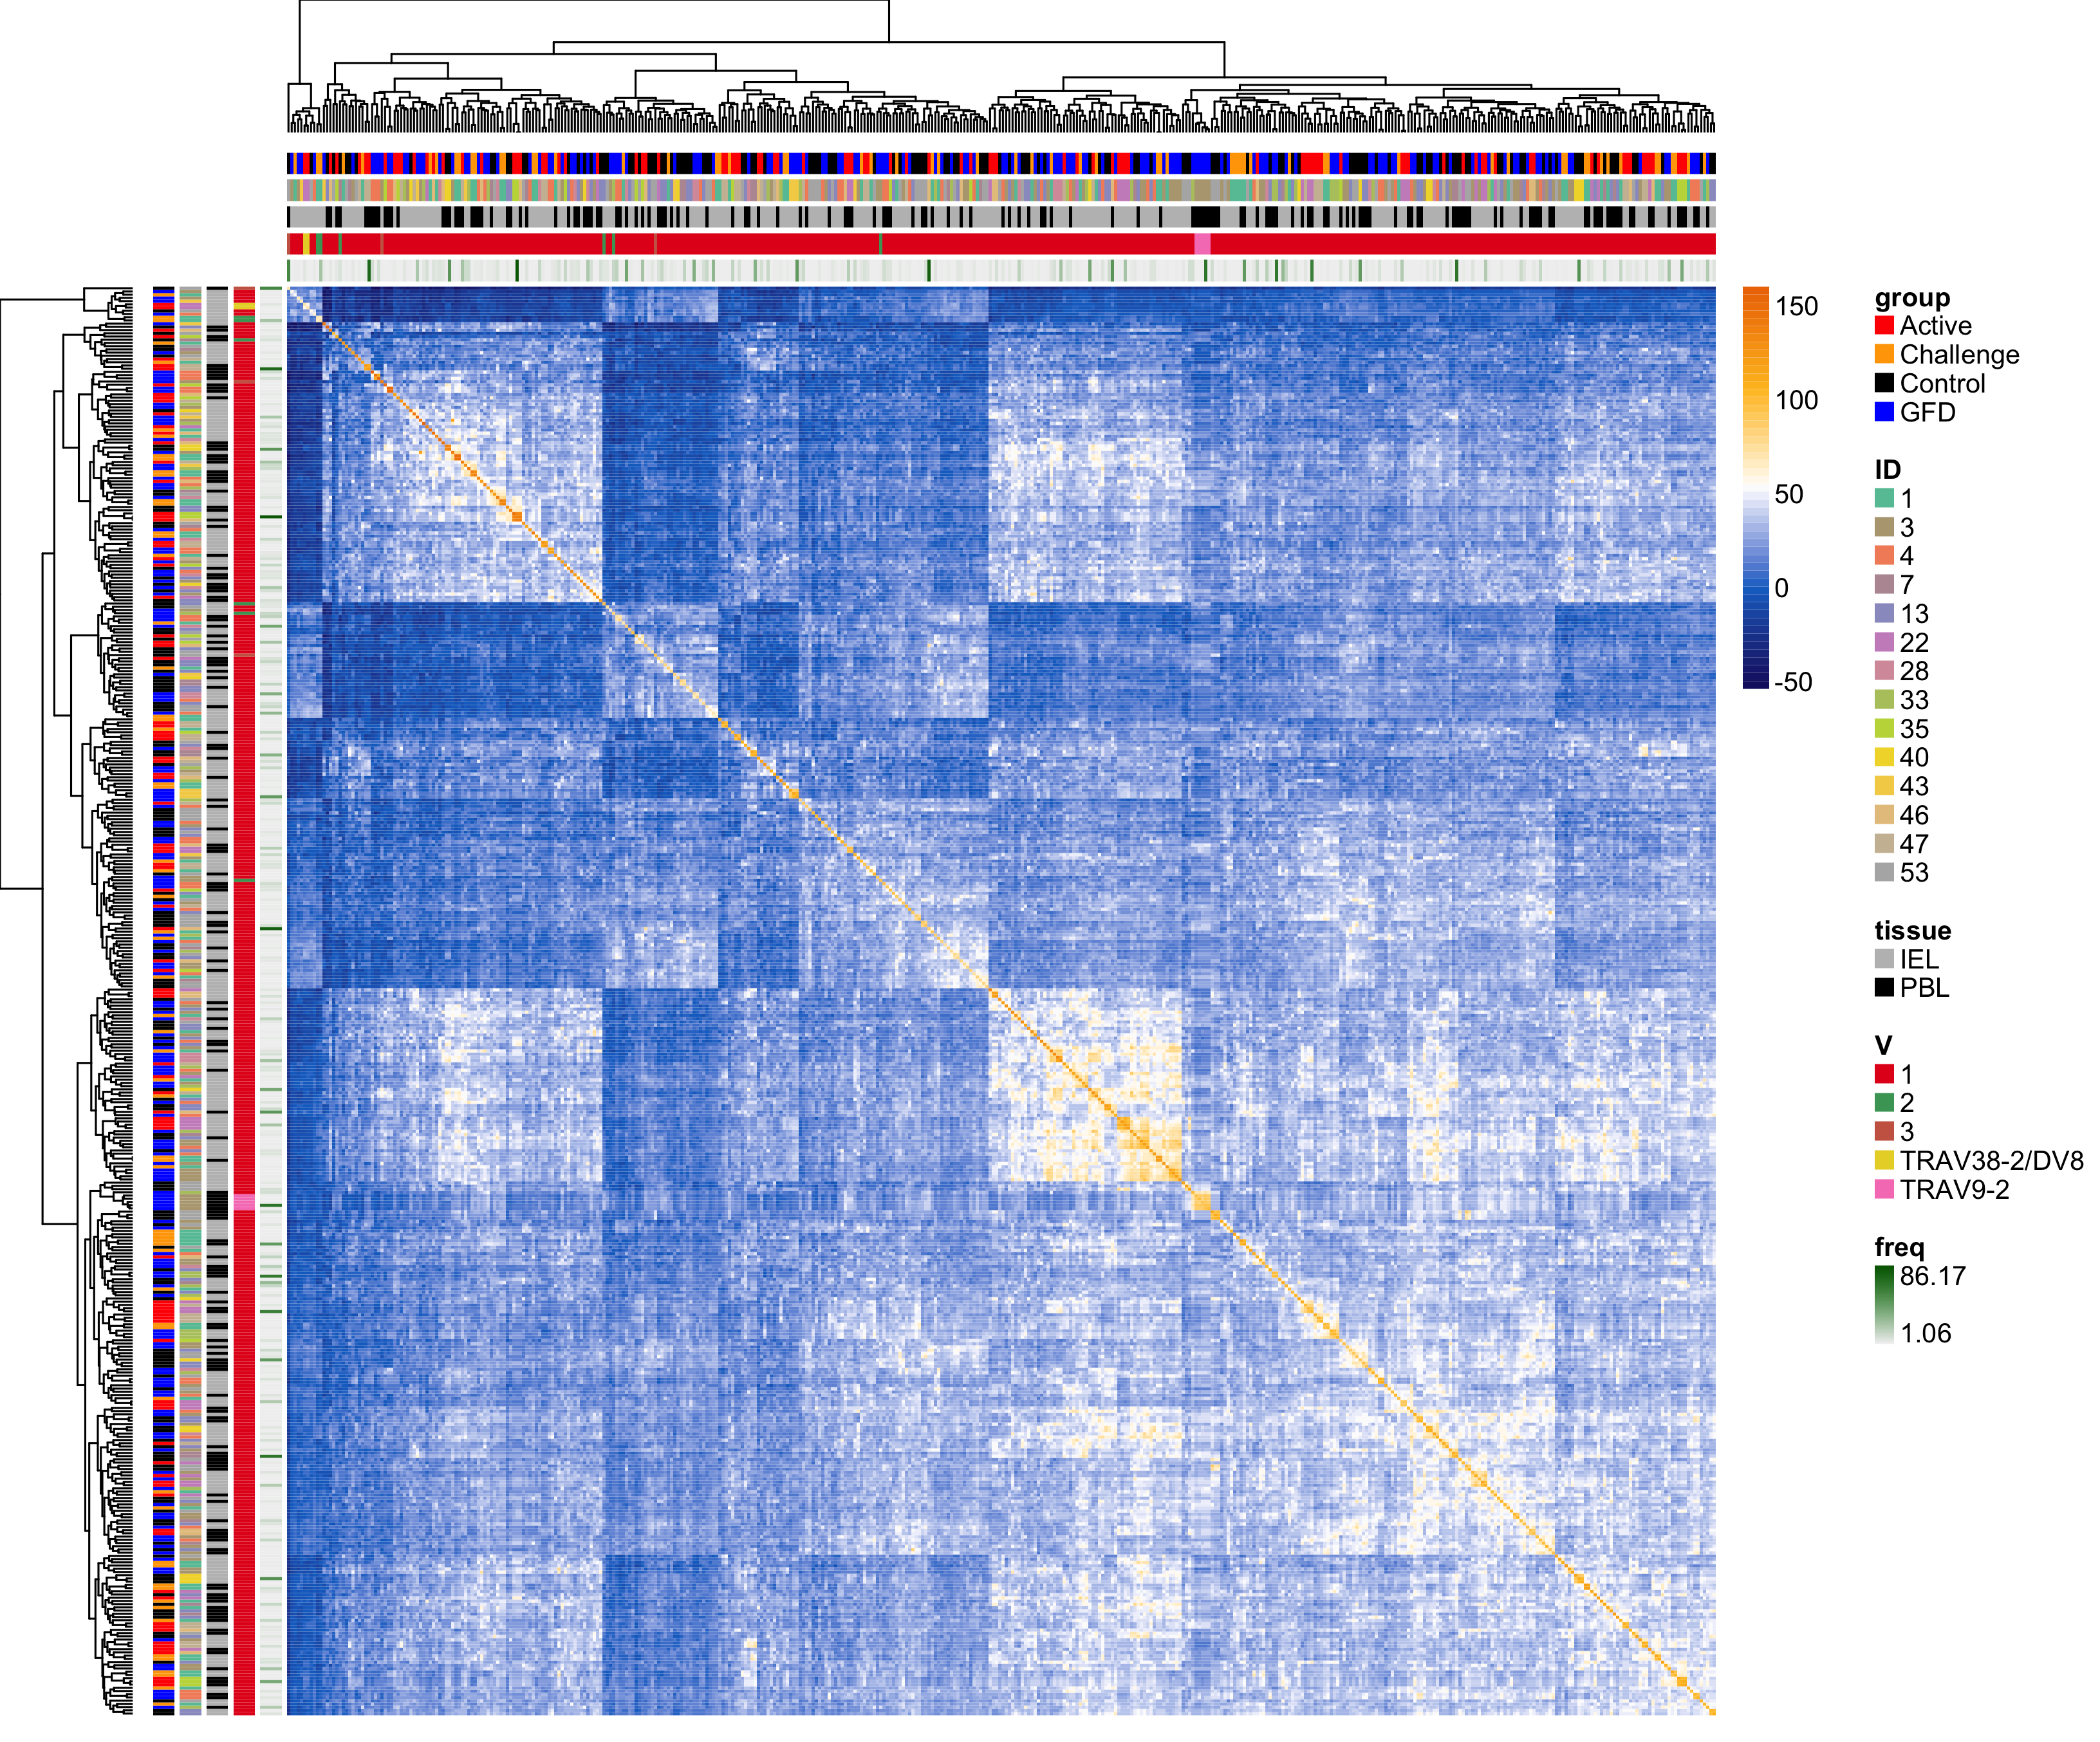 150
100
50
0
-50
group
Active
Challenge
Control
GFD
ID
1
3
4
7
13
22
28
33
35
40
43
46
47
53
tissue
IEL
PBL
V
1
2
3
TRAV38-2/DV8
TRAV9-2
freq
86.17
1.06